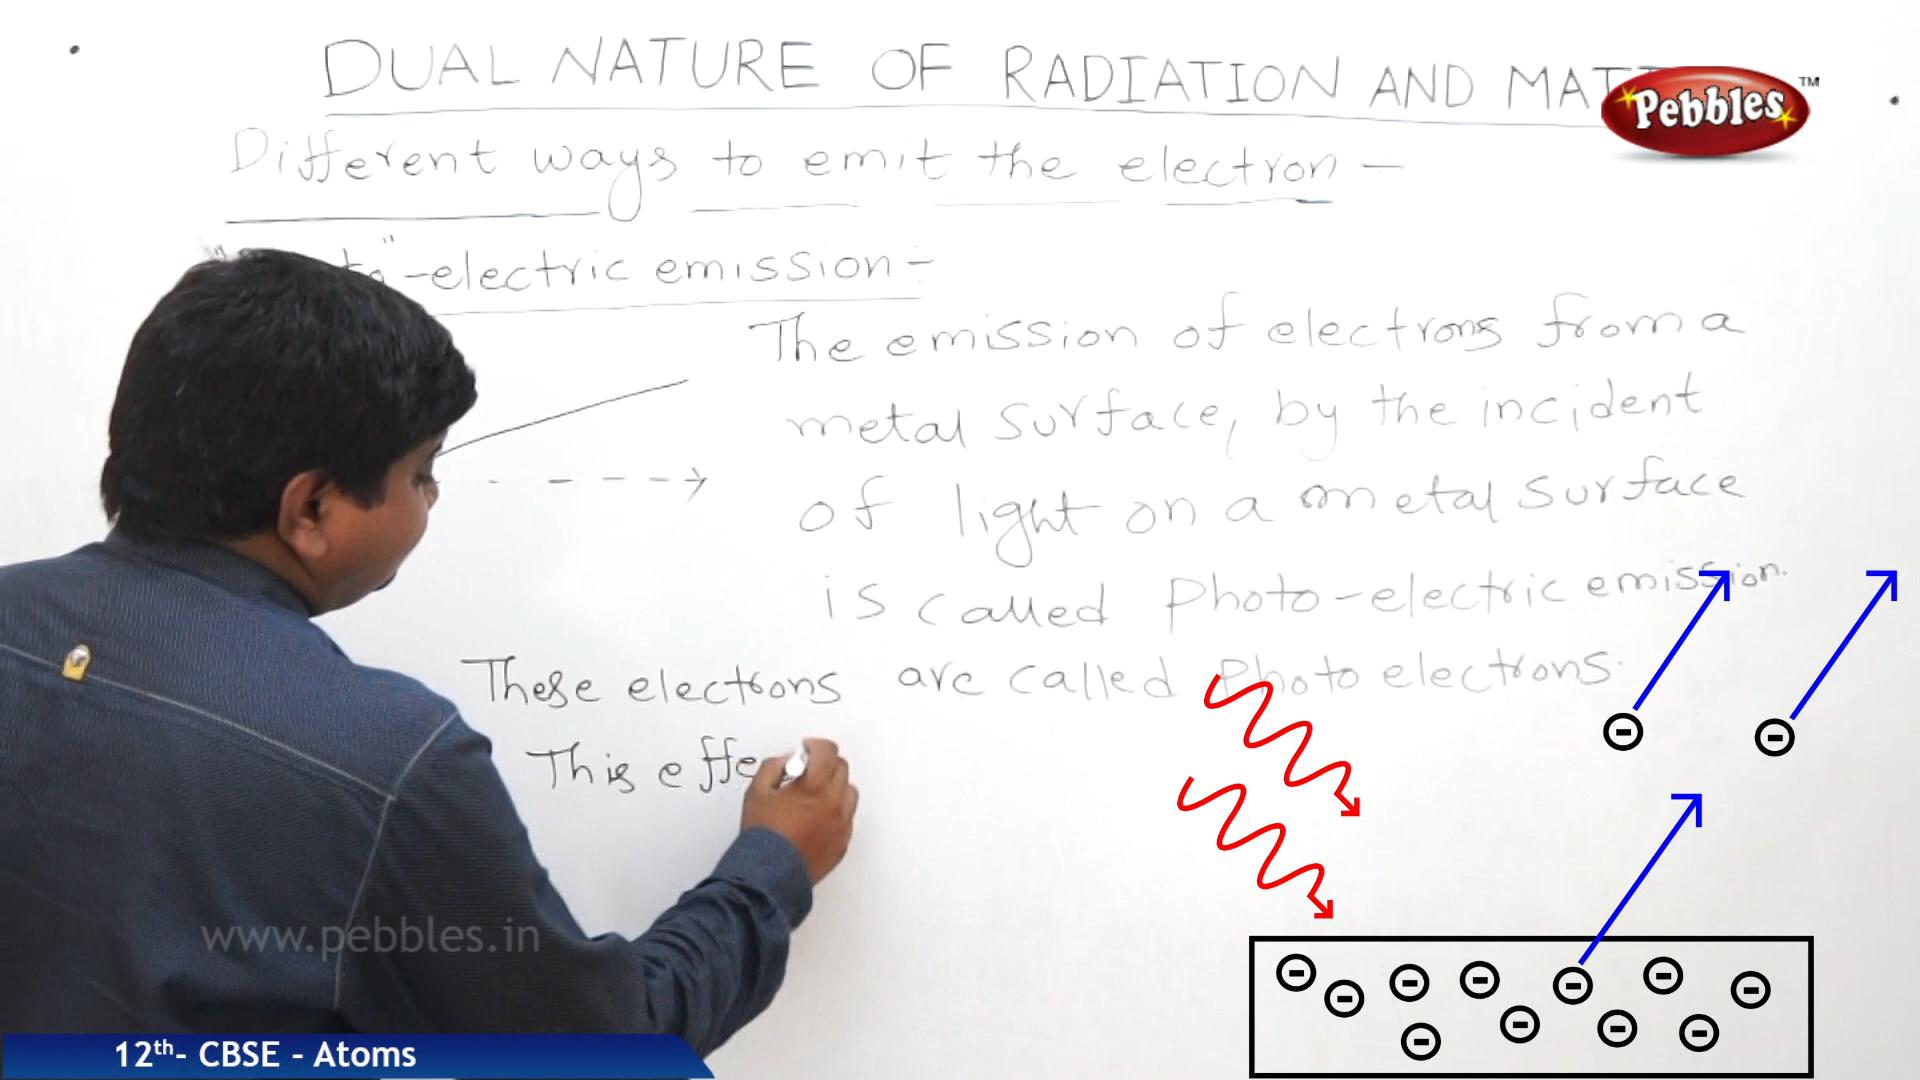 DUAL NATURE OF RADIATION AND MAT
Pebbles™
Different ways to emit the electron -
-electric emission -
The emission of electrons from a
metal surface, by the incident
of light on a metal surface
is called Photo-electric emission.
These electrons are called Photo electrons.
This effe
www.pebbles.in
12th- CBSE - Atoms